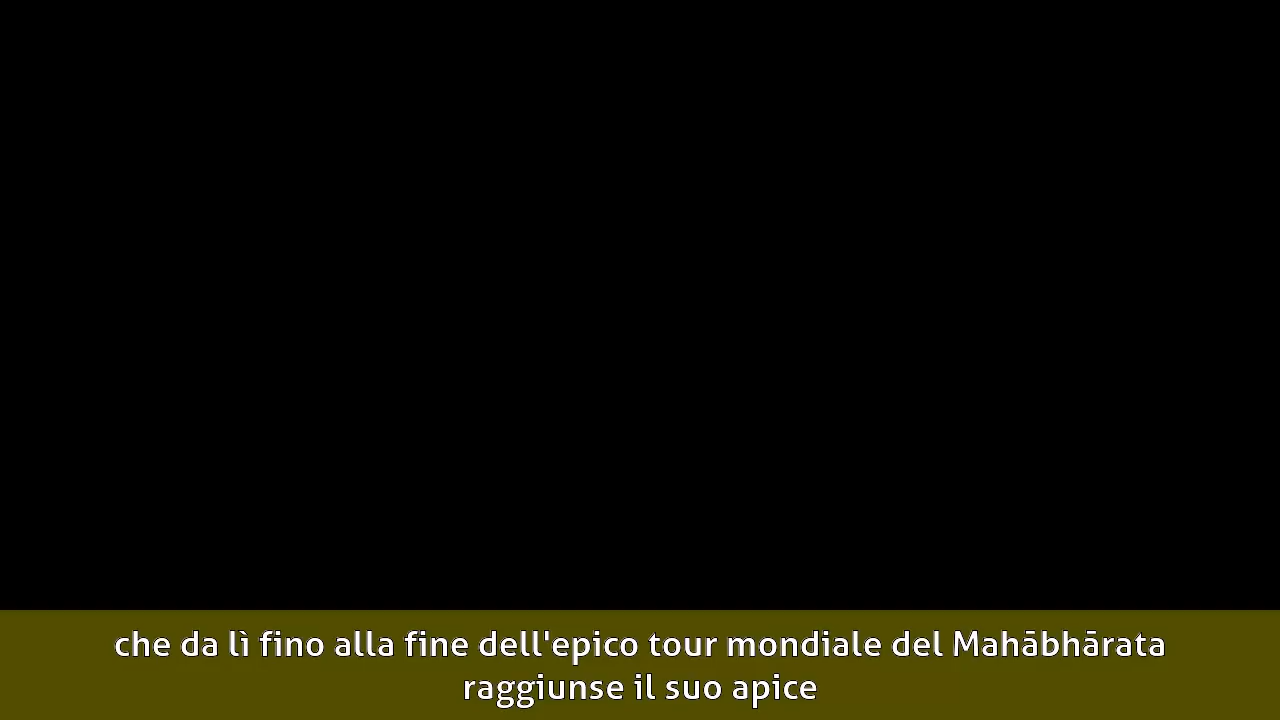 che da lì fino alla fine dell'epico tour mondiale del Mahābhārata
raggiunse il suo apice